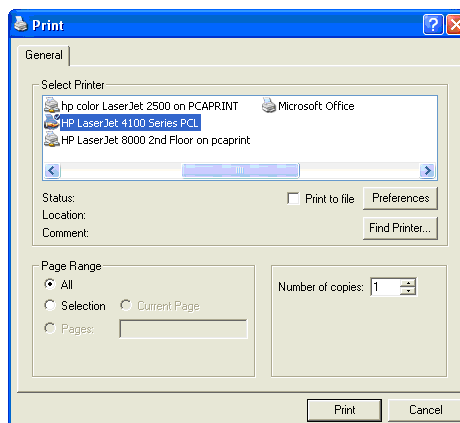 Print
General
Select Printer
hp color LaserJet 2500 on PCAPRINT
Microsoft Office
HP LaserJet 4100 Series PCL
HP LaserJet 8000 2nd Floor on pcaprint
Status:
Print to file
Preferences
Location:
Comment:
Find Printer...
Page Range
All
Selection
Current Page
Pages:
Number of copies: 1
Print
Cancel